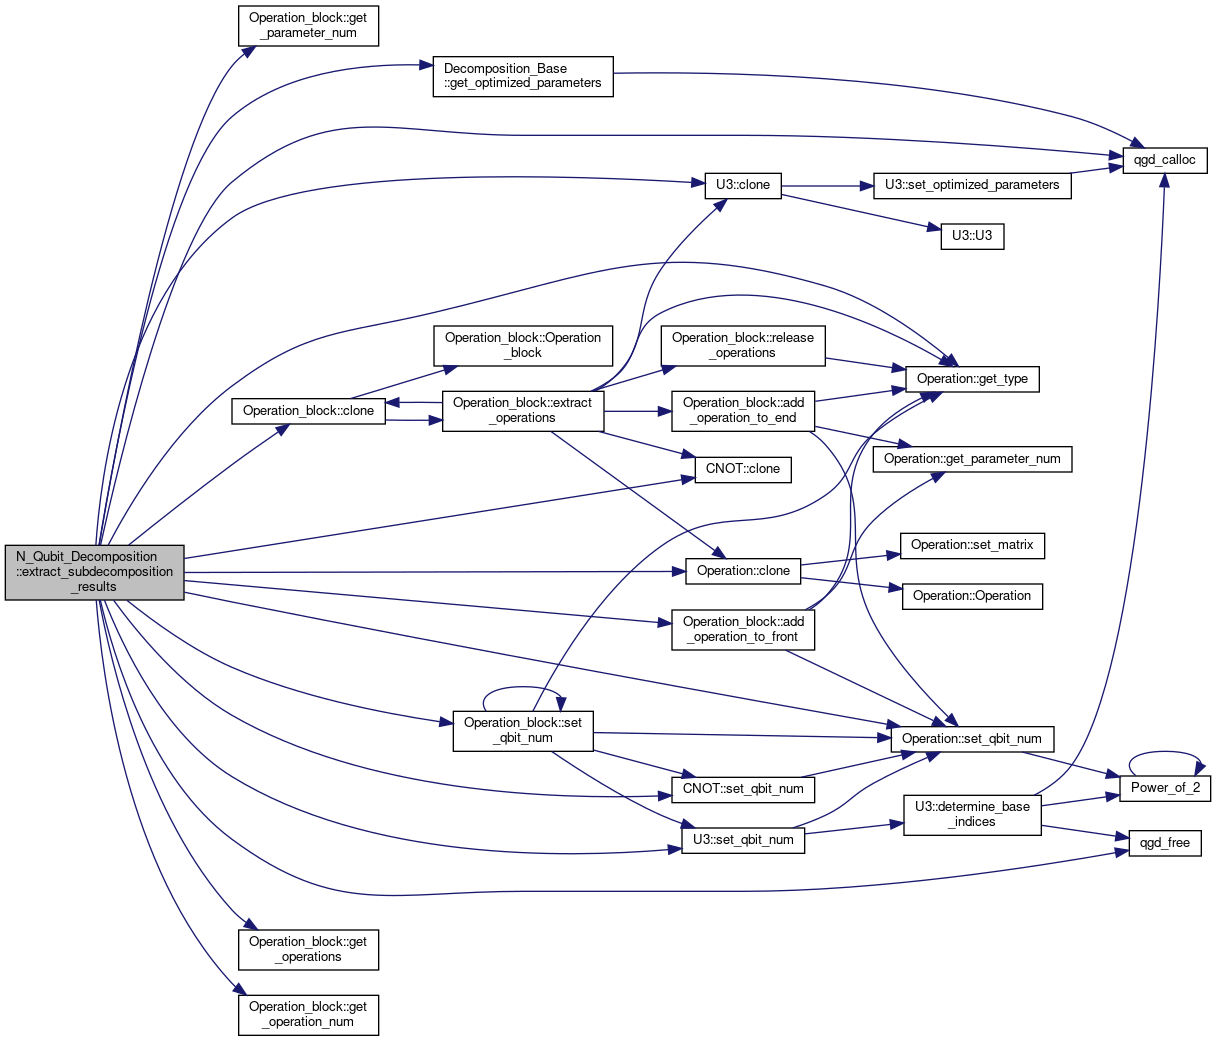 Operation_block::get
_parameter_num
Decomposition_Base
::get_optimized_parameters
qgd_calloc
U3::clone
U3::set_optimized_parameters
U3::U3
Operation_block::Operation
_block
Operation_block::release
_operations
Operation::get_type
Operation_block::clone
Operation_block::extract
_operations
Operation_block::add
_operation_to_end
CNOT::clone
Operation::get_parameter_num
N_Qubit_Decomposition
::extract_subdecomposition
_results
Operation::clone
Operation::set_matrix
Operation::Operation
Operation_block::add
_operation_to_front
Operation_block::set
_qbit_num
Operation::set_qbit_num
CNOT::set_qbit_num
Power_of_2
U3::determine_base
_indices
U3::set_qbit_num
qgd_free
Operation_block::get
_operations
Operation_block::get
_operation_num